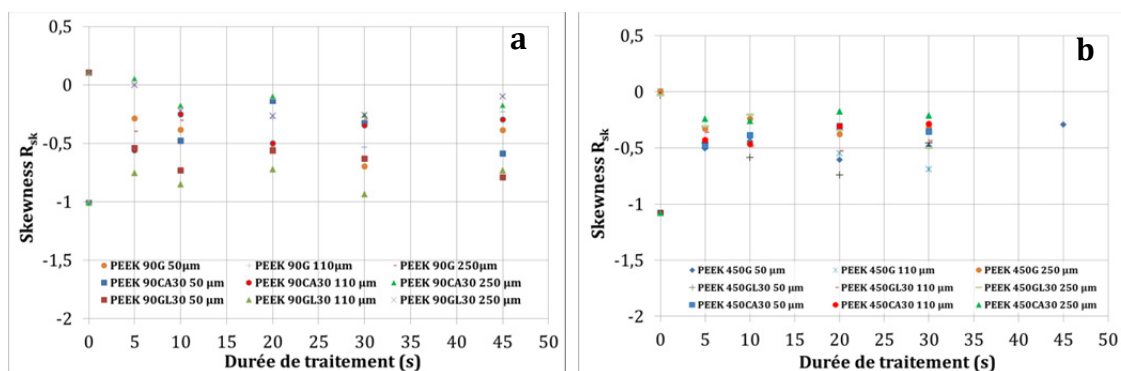 a
Skewness Rsk
0,5
0
-0,5
-1
-1,5
-2
PEEK 90G 50µm PEEK 90G 110µm PEEK 90G 250µm
PEEK 90CA30 50 µm PEEK 90CA30 110 µm PEEK 90CA30 250 µm
PEEK 90GL30 50 µm PEEK 90GL30 110 µm PEEK 90GL30 250 µm
0 5 10 15 20 25 30 35 40 45 50
Durée de traitement (s)
b
Skewness Rsk
0,5
0
-0,5
-1
-1,5
-2
PEEK 450G 50 µm PEEK 450G 110 µm PEEK 450G 250 µm
PEEK 450GL30 50 µm PEEK 450GL30 110 µm PEEK 450GL30 250 µm
PEEK 450CA30 50 µm PEEK 450CA30 110 µm PEEK 450CA30 250 µm
0 5 10 15 20 25 30 35 40 45 50
Durée de traitement (s)